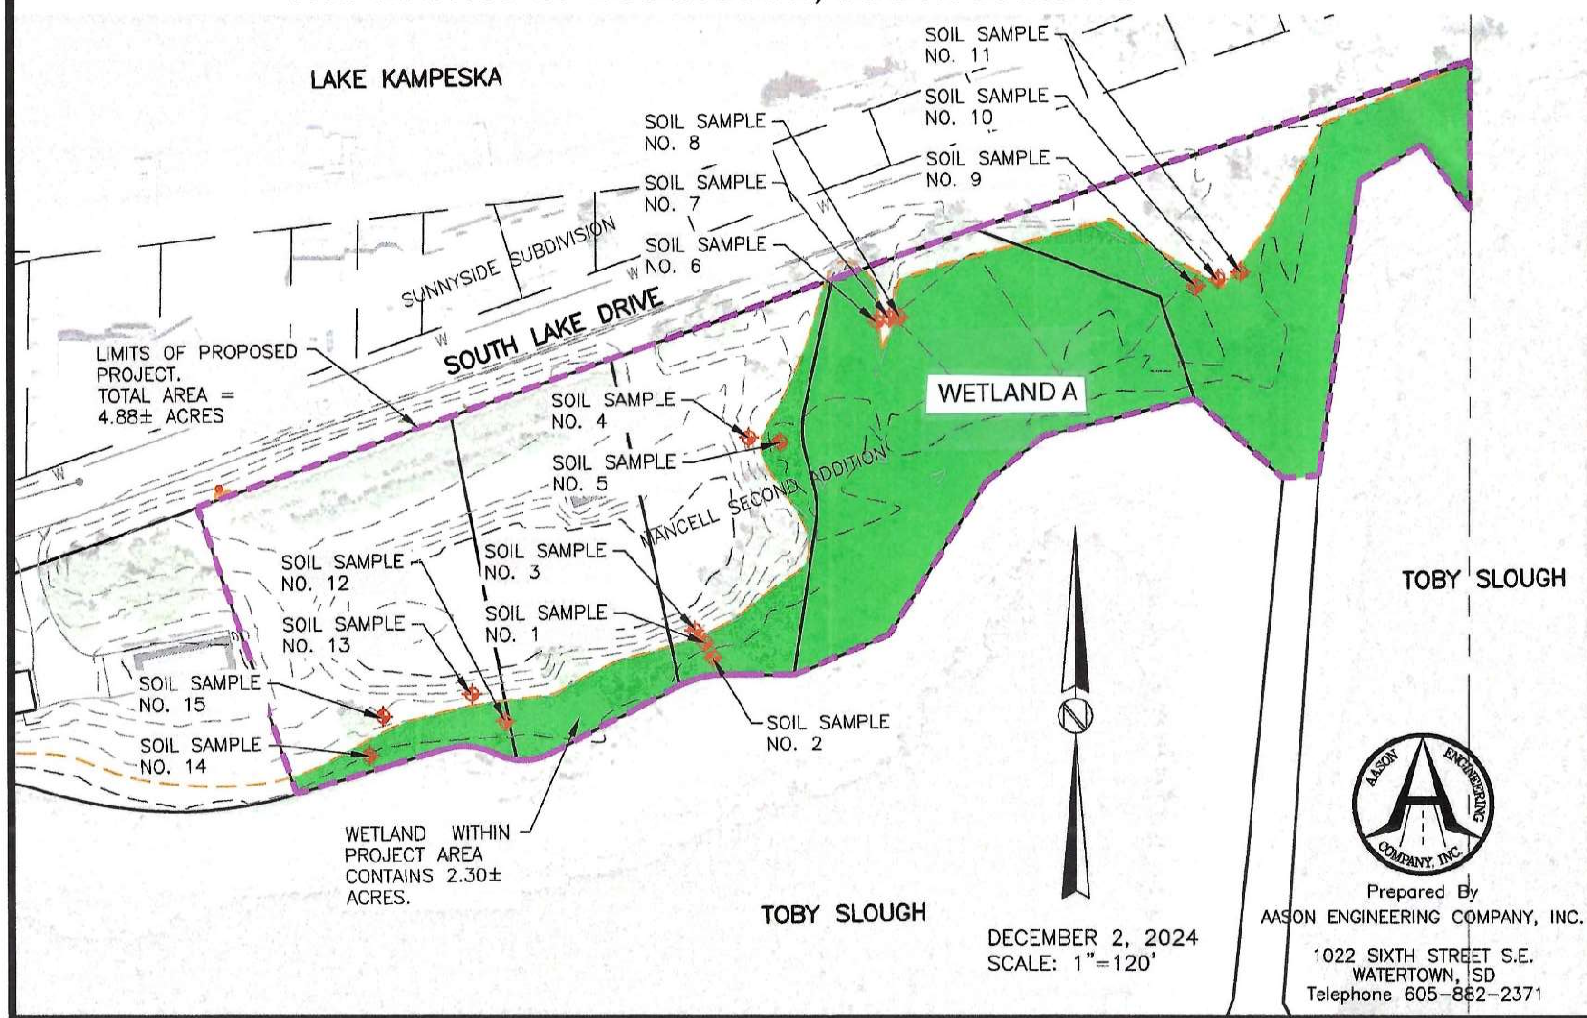 LAKE KAMPESKA
SOIL SAMPLE
NO. 11
SOIL SAMPLE
NO. 10
SOIL SAMPLE
NO. 9
SOIL SAMPLE
NO. 8
SOIL SAMPLE
NO. 7
SOIL SAMPLE
NO. 6
SUNNYSIDE SUBDIVISION
W
W
W
W
SOUTH LAKE DRIVE
LIMITS OF PROPOSED
PROJECT.
TOTAL AREA =
4.88± ACRES
SOIL SAMPLE
NO. 4
SOIL SAMPLE
NO. 5
WETLAND A
MANCELL SECOND ADDITION
SOIL SAMPLE
NO. 12
SOIL SAMPLE
NO. 3
SOIL SAMPLE
NO. 13
SOIL SAMPLE
NO. 1
SOIL SAMPLE
NO. 15
SOIL SAMPLE
NO. 14
SOIL SAMPLE
NO. 2
TOBY SLOUGH
WETLAND WITHIN
PROJECT AREA
CONTAINS 2.30±
ACRES.
TOBY SLOUGH
N
DECEMBER 2, 2024
SCALE: 1"=120'
AASON ENGINEERING
COMPANY, INC.
Prepared By
AASON ENGINEERING COMPANY, INC.
1022 SIXTH STREET S.E.
WATERTOWN, SD
Telephone 605-882-2371